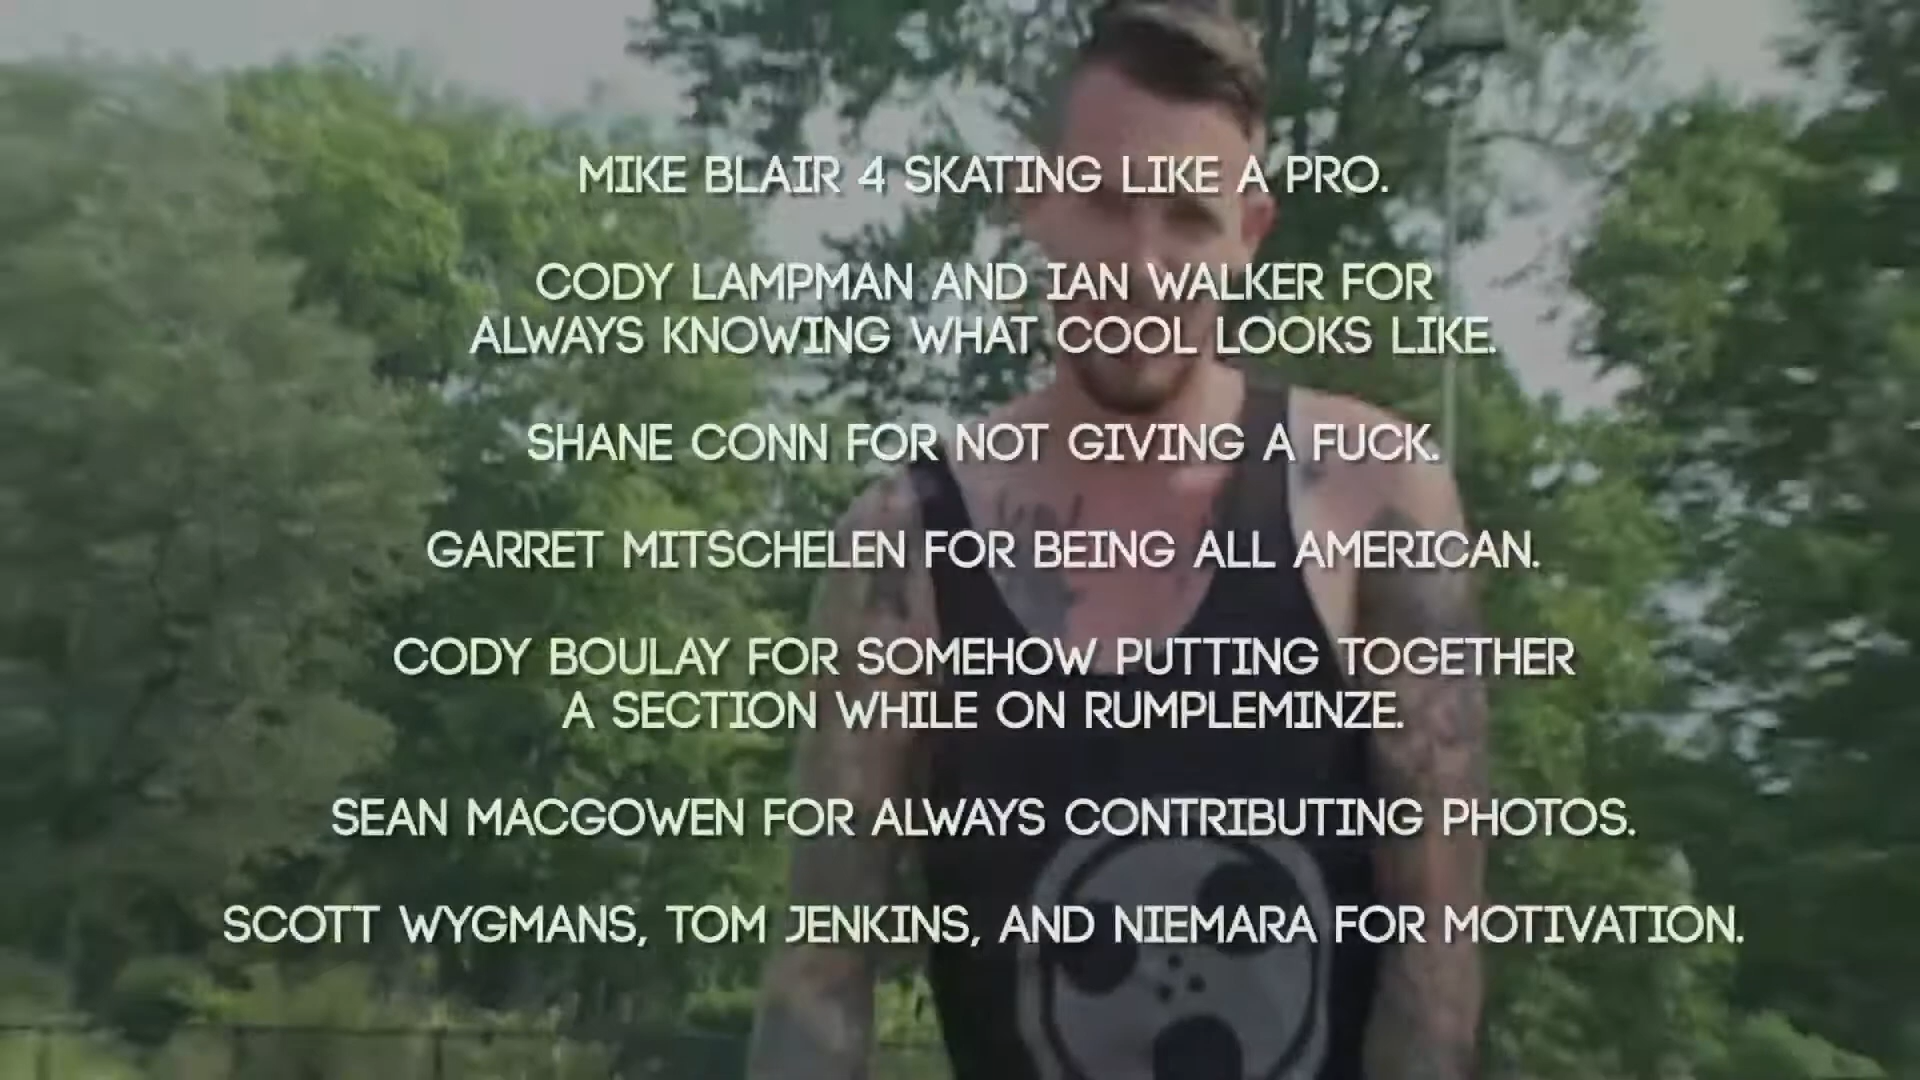 MIKE BLAIR 4 SKATING LIKE A PRO.
CODY LAMPMAN AND IAN WALKER FOR
ALWAYS KNOWING WHAT COOL LOOKS LIKE.
SHANE CONN FOR NOT GIVING A FUCK.
GARRET MITSCHELEN FOR BEING ALL AMERICAN.
CODY BOULAY FOR SOMEHOW PUTTING TOGETHER
A SECTION WHILE ON RUMPLEMINZE.
SEAN MACGOWEN FOR ALWAYS CONTRIBUTING PHOTOS.
SCOTT WYGMANS, TOM JENKINS, AND NIEMARA FOR MOTIVATION.